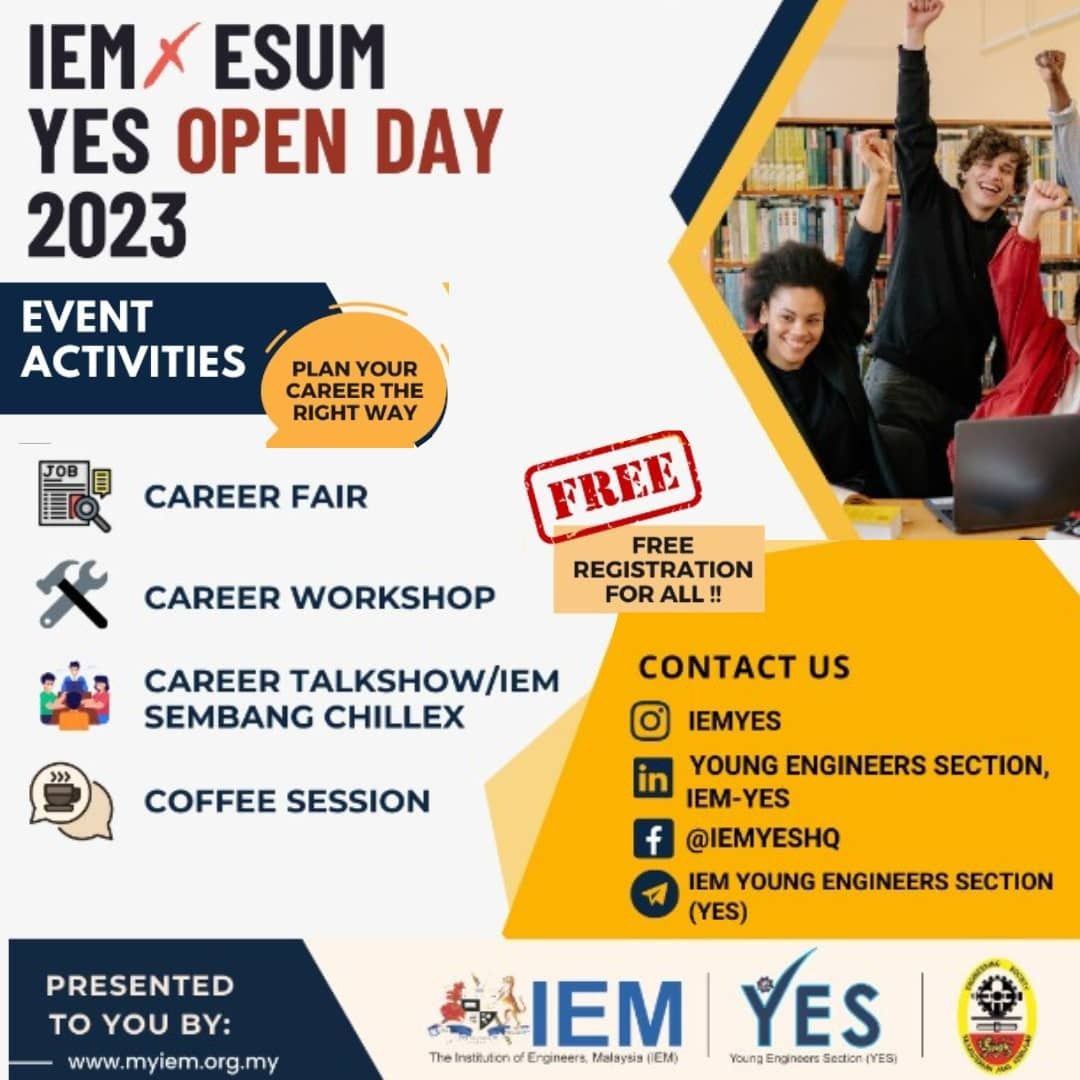 IEM X ESUM
YES OPEN DAY
2023
EVENT
ACTIVITIES
PLAN YOUR
CAREER THE
RIGHT WAY
JOB
CAREER FAIR
CAREER WORKSHOP
CAREER TALKSHOW/IEM
SEMBANG CHILLEX
COFFEE SESSION
FREE
FREE
REGISTRATION
FOR ALL !!
CONTACT US
IEMYES
in YOUNG ENGINEERS SECTION,
IEM-YES
f @IEMYESHQ
IEM YOUNG ENGINEERS SECTION
(YES)
PRESENTED
TO YOU BY:
www.myiem.org.my
IEM
The Institution of Engineers, Malaysia (IEM)
YES
Young Engineers Section (YES)
ENGINEERING SOCIETY